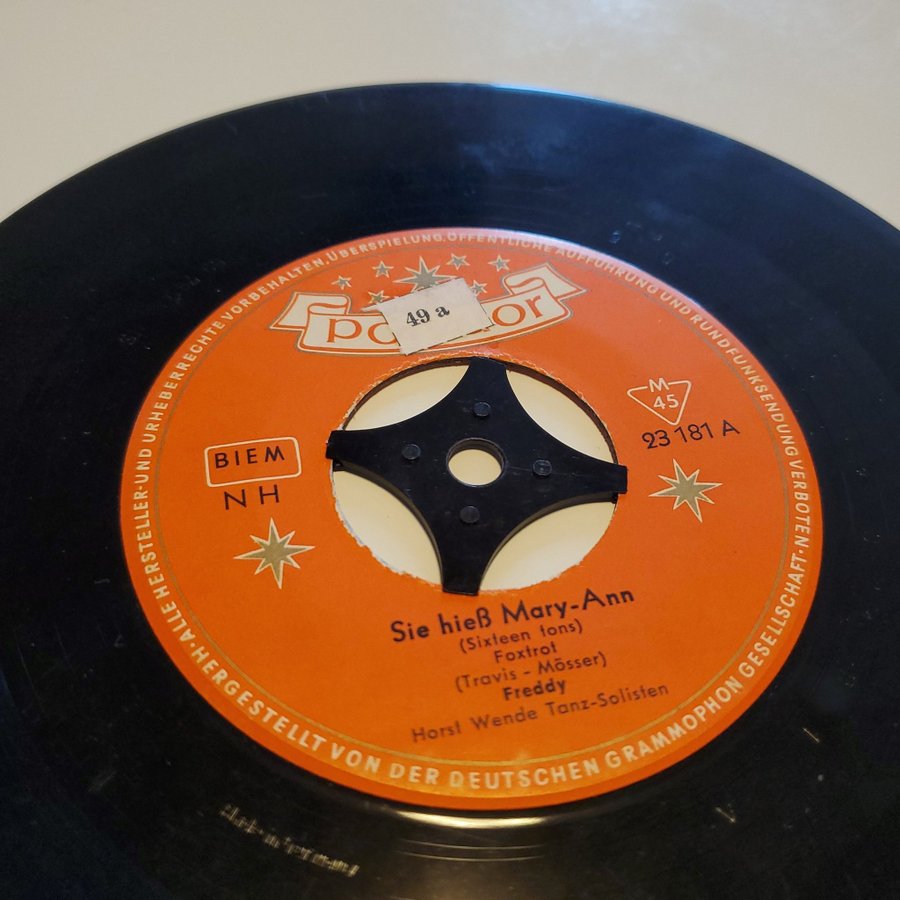 ·ALLE HERSTELLER-UND URHEBERRECHTE VORBEHALTEN. ÜBERSPIELUNG, ÖFFENTLICHE AUFFÜHRUNG UND RUNDFUNKSENDUNG VERBOTEN·
49 a
M
45
23 181 A
BIEM
NH
Sie hieß Mary-Ann
(Sixteen tons)
Foxtrot
(Travis - Mösser)
Freddy
Horst Wende Tanz-Solisten
HERGESTELLT VON DER DEUTSCHEN GRAMMOPHON GESELLSCHAFT